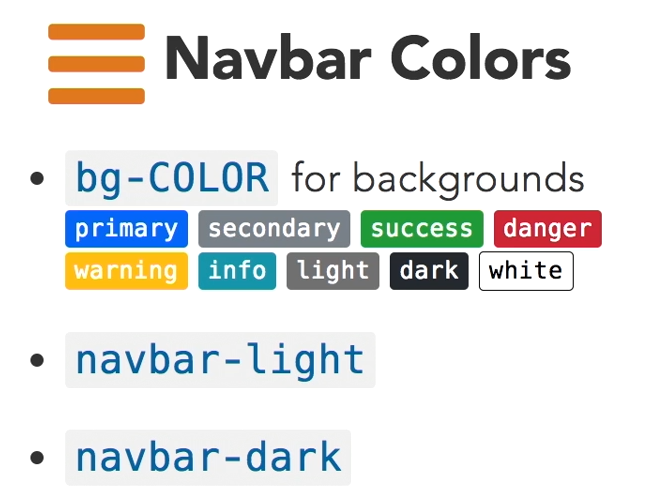 Navbar Colors
• bg-COLOR for backgrounds
primary secondary success danger
warning info light dark white
• navbar-light
• navbar-dark